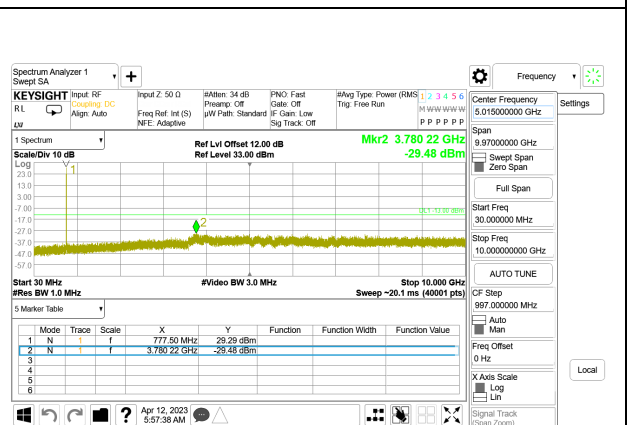 Spectrum Analyzer 1
Swept SA
+
Frequency
KEYSIGHT
Input: RF
Coupling: DC
Align: Auto
Input Z: 50 Ω
Freq Ref: Int (S)
NFE: Adaptive
#Atten: 34 dB
Preamp: Off
µW Path: Standard
PNO: Fast
Gate: Off
IF Gain: Low
Sig Track: Off
#Avg Type: Power (RMS
Trig: Free Run
1 2 3 4 5 6
M W W W W W
P P P P P P
RL
LXI
1 Spectrum
Scale/Div 10 dB
Ref Lvl Offset 12.00 dB
Ref Level 33.00 dBm
Mkr2 3.780 22 GHz
-29.48 dBm
Log
23.0
13.0
3.00
-7.00
-17.0
-27.0
-37.0
-47.0
-57.0
1
2
Start 30 MHz
#Res BW 1.0 MHz
#Video BW 3.0 MHz
Stop 10.000 GHz
Sweep ~20.1 ms (40001 pts)
5 Marker Table
Mode Trace Scale X Y Function Function Width Function Value
1 N 1 f 777.50 MHz 29.29 dBm
2 N 1 f 3.780 22 GHz -29.48 dBm
3
4
5
6
?
Apr 12, 2023
5:57:38 AM
Center Frequency
5.015000000 GHz
Settings
Span
9.97000000 GHz
Swept Span
Zero Span
Full Span
Start Freq
30.000000 MHz
Stop Freq
10.000000000 GHz
AUTO TUNE
CF Step
997.000000 MHz
Auto
Man
Freq Offset
0 Hz
X Axis Scale
Log
Lin
Local
Signal Track
(Span Zoom)